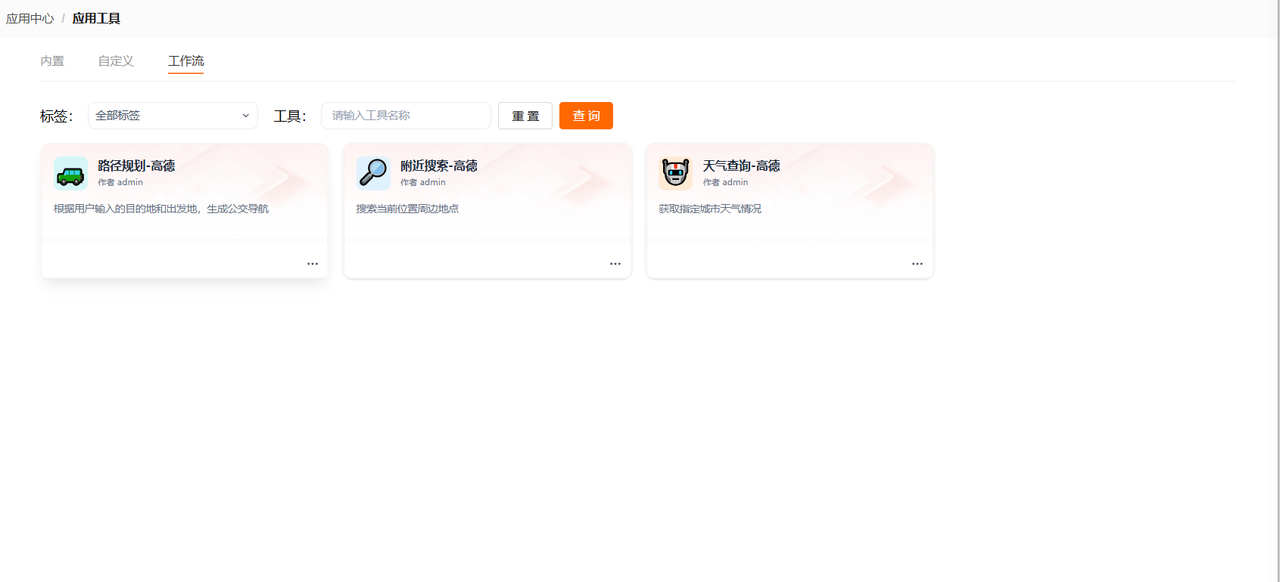 应用中心 / 应用工具
内置 自定义 工作流
标签： 全部标签 工具： 请输入工具名称 重 置 查 询
路径规划-高德
作者 admin
根据用户输入的目的地和出发地，生成公交导航
附近搜索-高德
作者 admin
搜索当前位置周边地点
天气查询-高德
作者 admin
获取指定城市天气情况